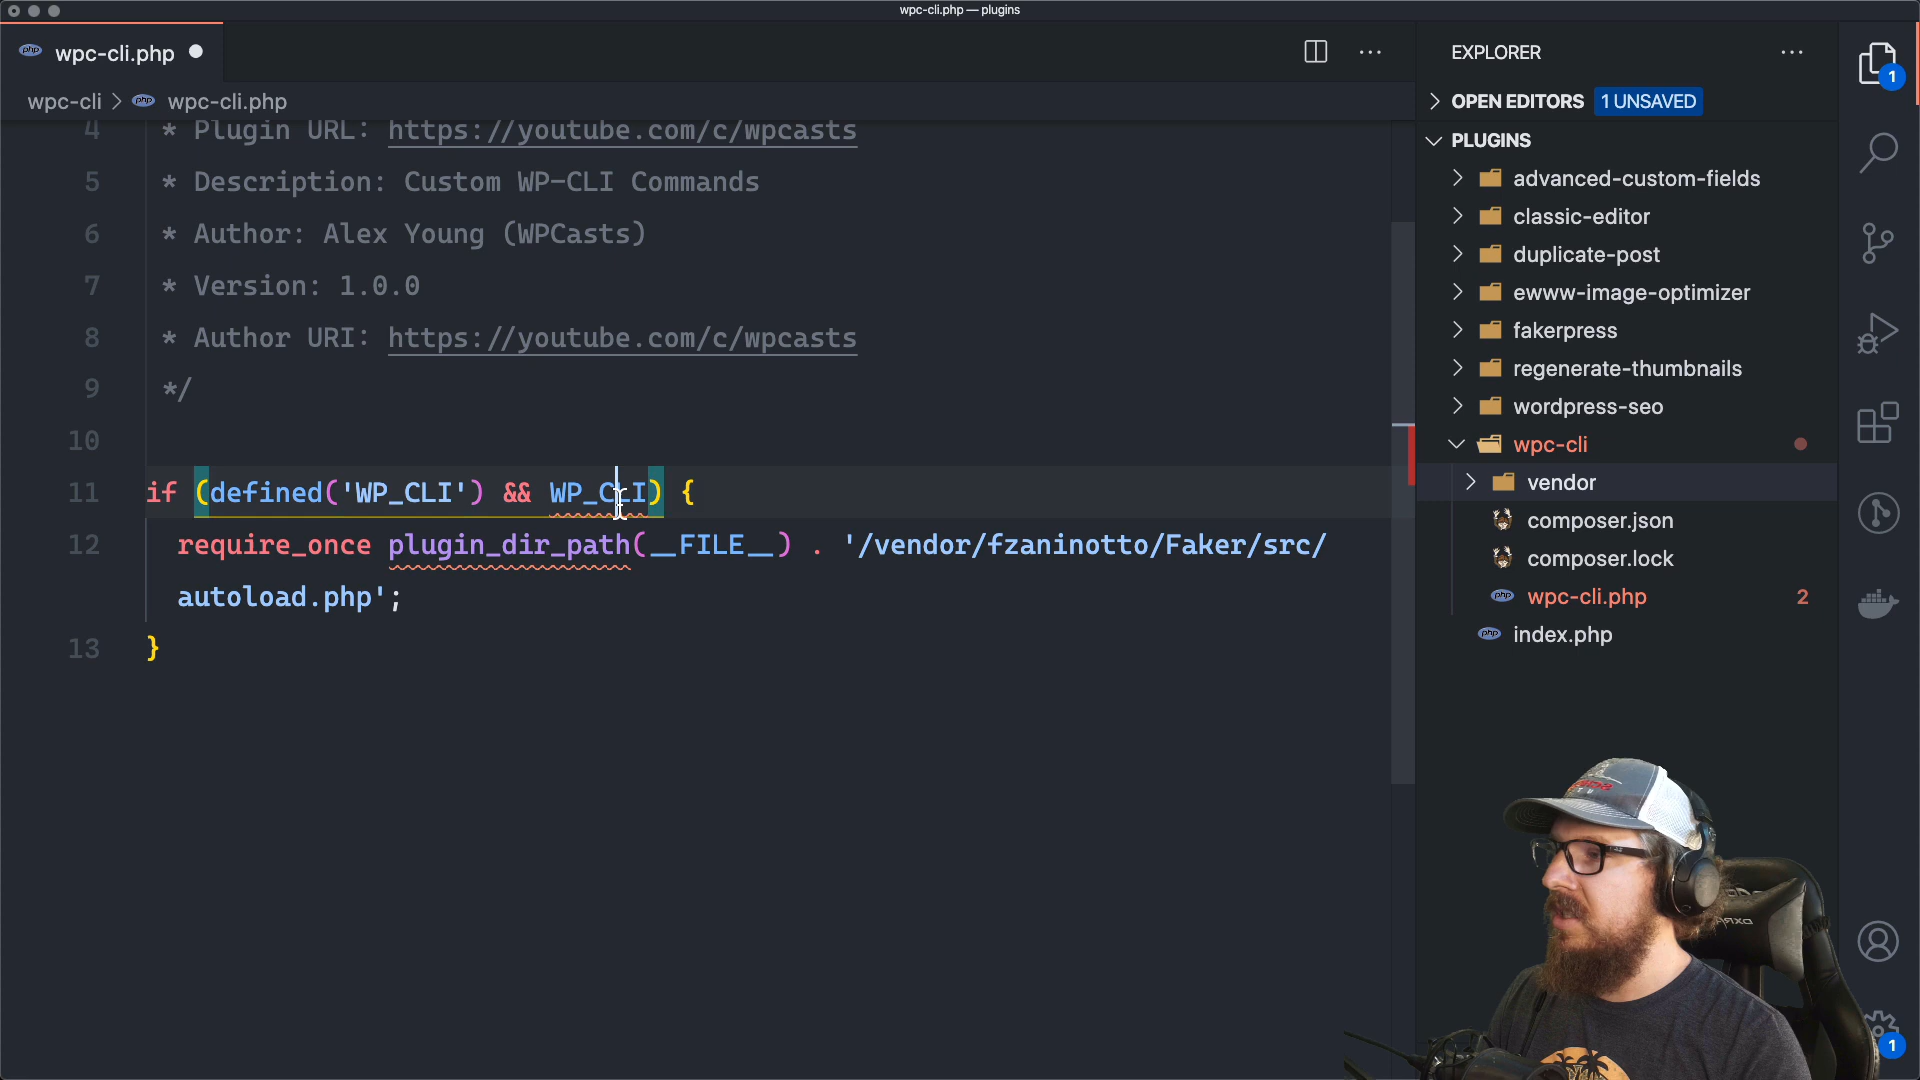 wpc-cli.php — plugins
wpc-cli.php
wpc-cli > wpc-cli.php
4 * Plugin URL: https://youtube.com/c/wpcasts
5 * Description: Custom WP-CLI Commands
6 * Author: Alex Young (WPCasts)
7 * Version: 1.0.0
8 * Author URI: https://youtube.com/c/wpcasts
9 */
10
11 if (defined('WP_CLI') && WP_CLI) {
12 require_once plugin_dir_path(__FILE__) . '/vendor/fzaninotto/Faker/src/
autoload.php';
13 }
EXPLORER
OPEN EDITORS 1 UNSAVED
PLUGINS
advanced-custom-fields
classic-editor
duplicate-post
ewww-image-optimizer
fakerpress
regenerate-thumbnails
wordpress-seo
wpc-cli
vendor
composer.json
composer.lock
php wpc-cli.php 2
php index.php
1
1